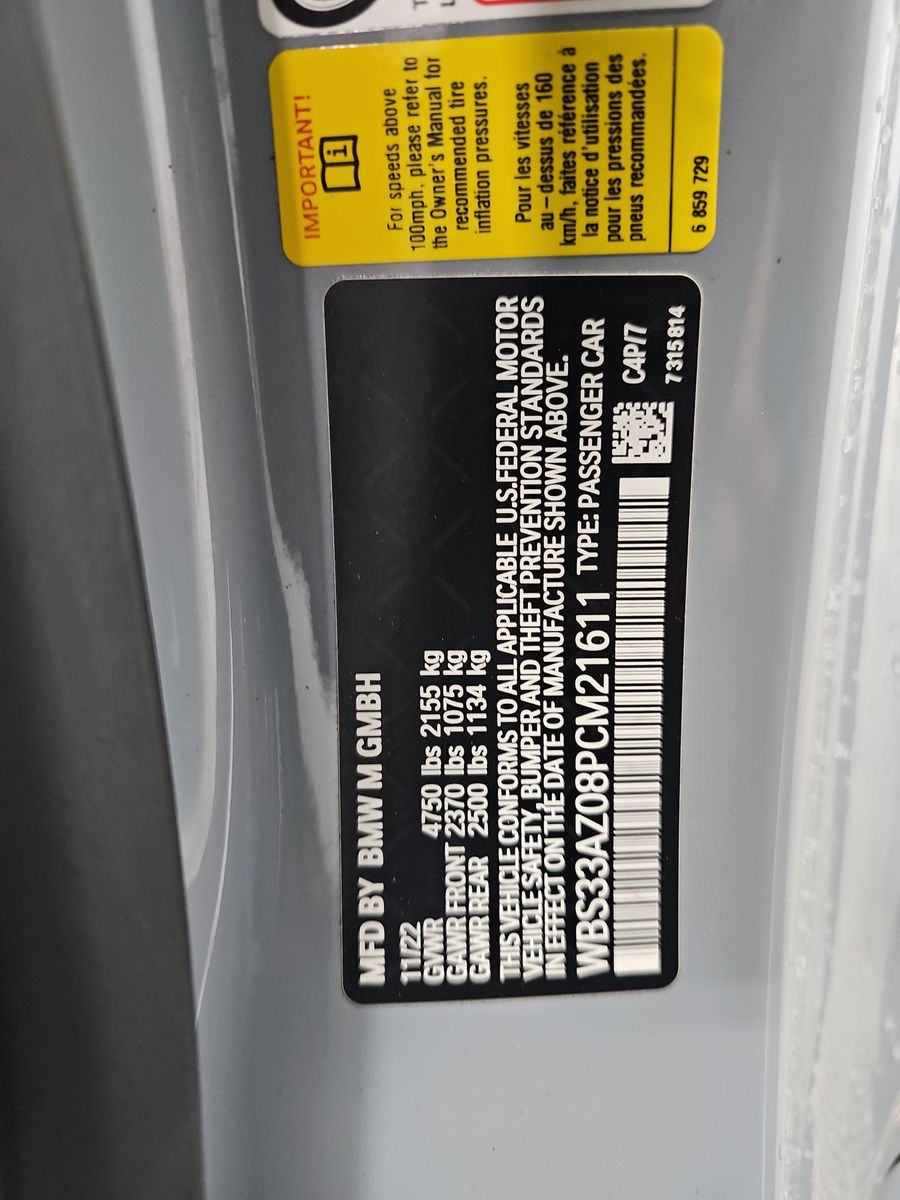 MFD BY BMW M GMBH
11/22
GVWR 4750 lbs 2155 kg
GAWR FRONT 2370 lbs 1075 kg
GAWR REAR 2500 lbs 1134 kg
THIS VEHICLE CONFORMS TO ALL APPLICABLE U.S.FEDERAL MOTOR
VEHICLE SAFETY, BUMPER AND THEFT PREVENTION STANDARDS
IN EFFECT ON THE DATE OF MANUFACTURE SHOWN ABOVE.
WBS33AZ08PCM21611 TYPE: PASSENGER CAR
C4P/7
7 315 814
IMPORTANT!
i
For speeds above
100mph, please refer to
the Owner's Manual for
recommended tire
inflation pressures.
Pour les vitesses
au-dessus de 160
km/h, faites référence à
la notice d'utilisation
pour les pressions des
pneus recommandées.
6 859 729